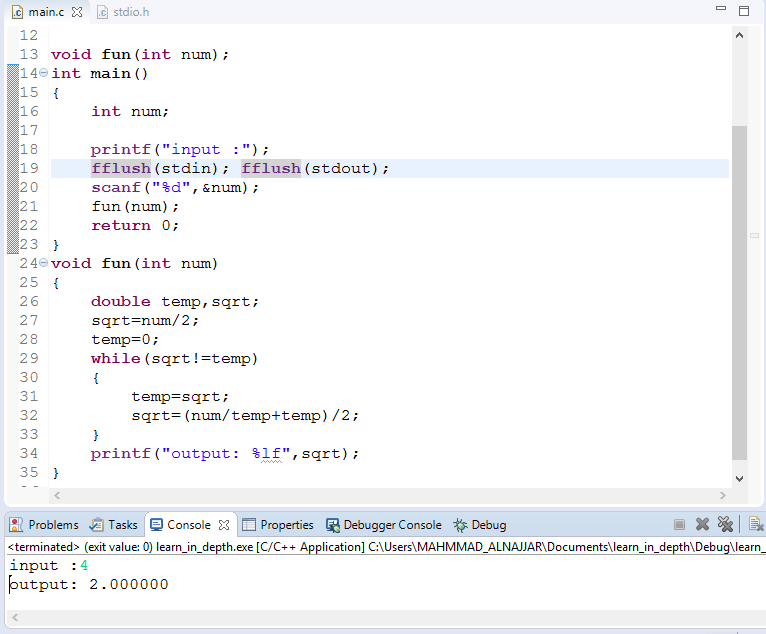 main.c stdio.h
12
13 void fun(int num);
14 int main()
15 {
16     int num;
17
18     printf("input :");
19     fflush(stdin); fflush(stdout);
20     scanf("%d",&num);
21     fun(num);
22     return 0;
23 }
24 void fun(int num)
25 {
26     double temp,sqrt;
27     sqrt=num/2;
28     temp=0;
29     while(sqrt!=temp)
30     {
31         temp=sqrt;
32         sqrt=(num/temp+temp)/2;
33     }
34     printf("output: %lf",sqrt);
35 }
Problems Tasks Console Properties Debugger Console Debug
<terminated> (exit value: 0) learn_in_depth.exe [C/C++ Application] C:\Users\MAHMMAD_ALNAJJAR\Documents\learn_in_depth\Debug\learn_
input :4
output: 2.000000